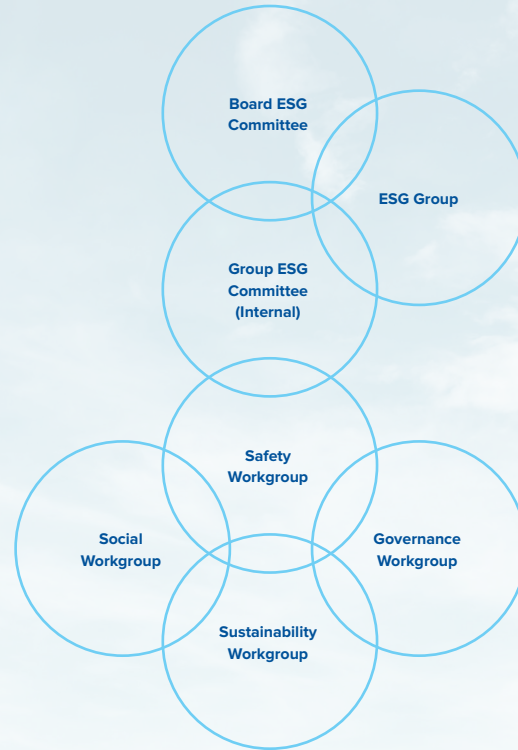 Board ESG
Committee
ESG Group
Group ESG
Committee
(Internal)
Safety
Workgroup
Social
Workgroup
Governance
Workgroup
Sustainability
Workgroup